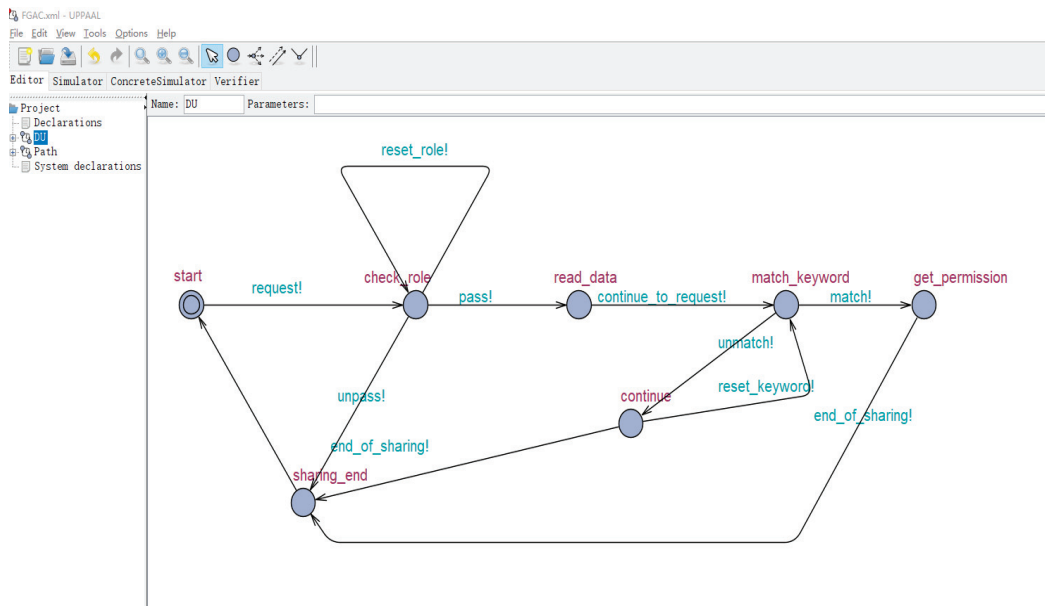 FGAC.xml - UPPAAL
File Edit View Tools Options Help
Editor Simulator ConcreteSimulator Verifier
Project
Declarations
DU
Path
System declarations
Name: DU Parameters:
reset_role!
start
request!
check_role
pass!
read_data
continue_to_request!
match_keyword
match!
get_permission
unmatch!
unpass!
continue
reset_keyword!
end_of_sharing!
end_of_sharing!
sharing_end